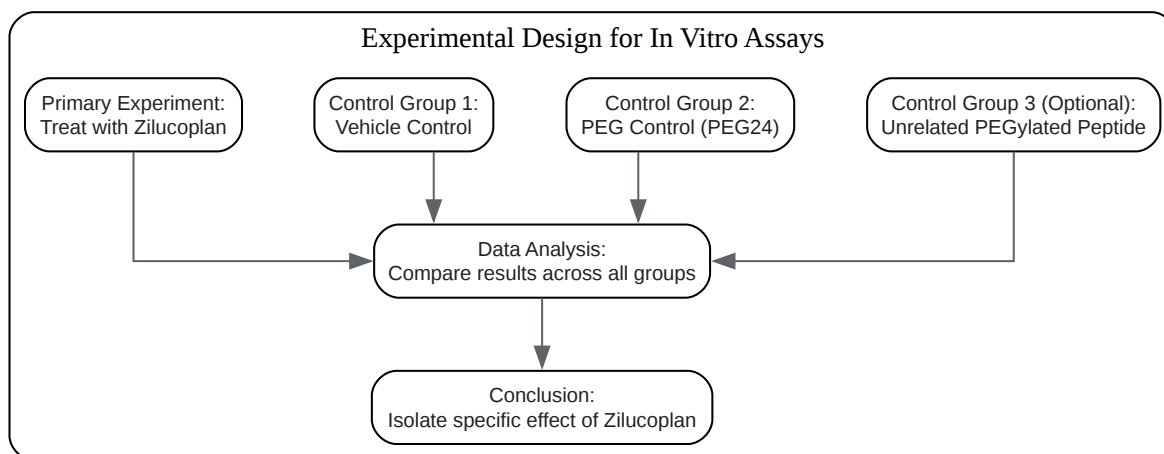 Experimental Design for In Vitro Assays
Primary Experiment:
Treat with Zilucoplan
Control Group 1:
Vehicle Control
Control Group 2:
PEG Control (PEG24)
Control Group 3 (Optional):
Unrelated PEGylated Peptide
Data Analysis:
Compare results across all groups
Conclusion:
Isolate specific effect of Zilucoplan